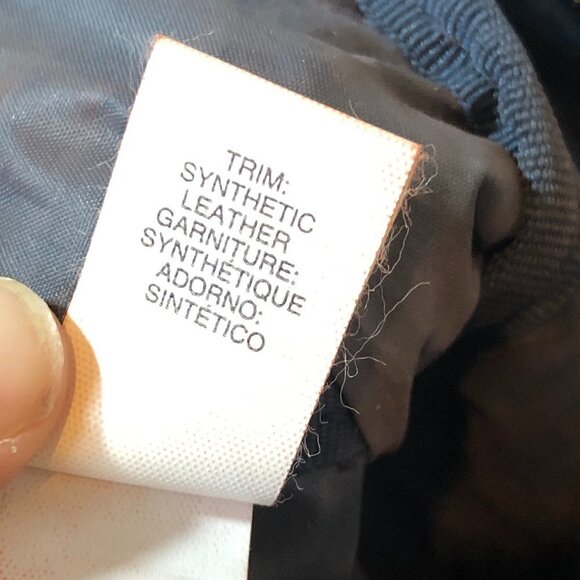 TRIM:
SYNTHETIC
LEATHER
GARNITURE:
SYNTHÉTIQUE
ADORNO:
SINTÉTICO